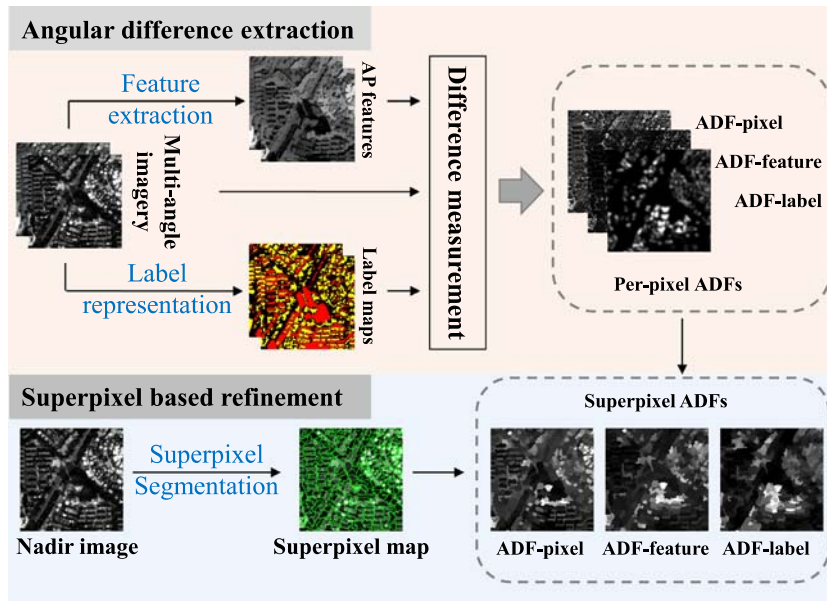 Angular difference extraction
Feature
extraction
AP features
Multi-angle
imagery
Label
representation
Label maps
Difference measurement
ADF-pixel
ADF-feature
ADF-label
Per-pixel ADFs
Superpixel based refinement
Superpixel ADFs
Superpixel
Segmentation
Nadir image
Superpixel map
ADF-pixel
ADF-feature
ADF-label